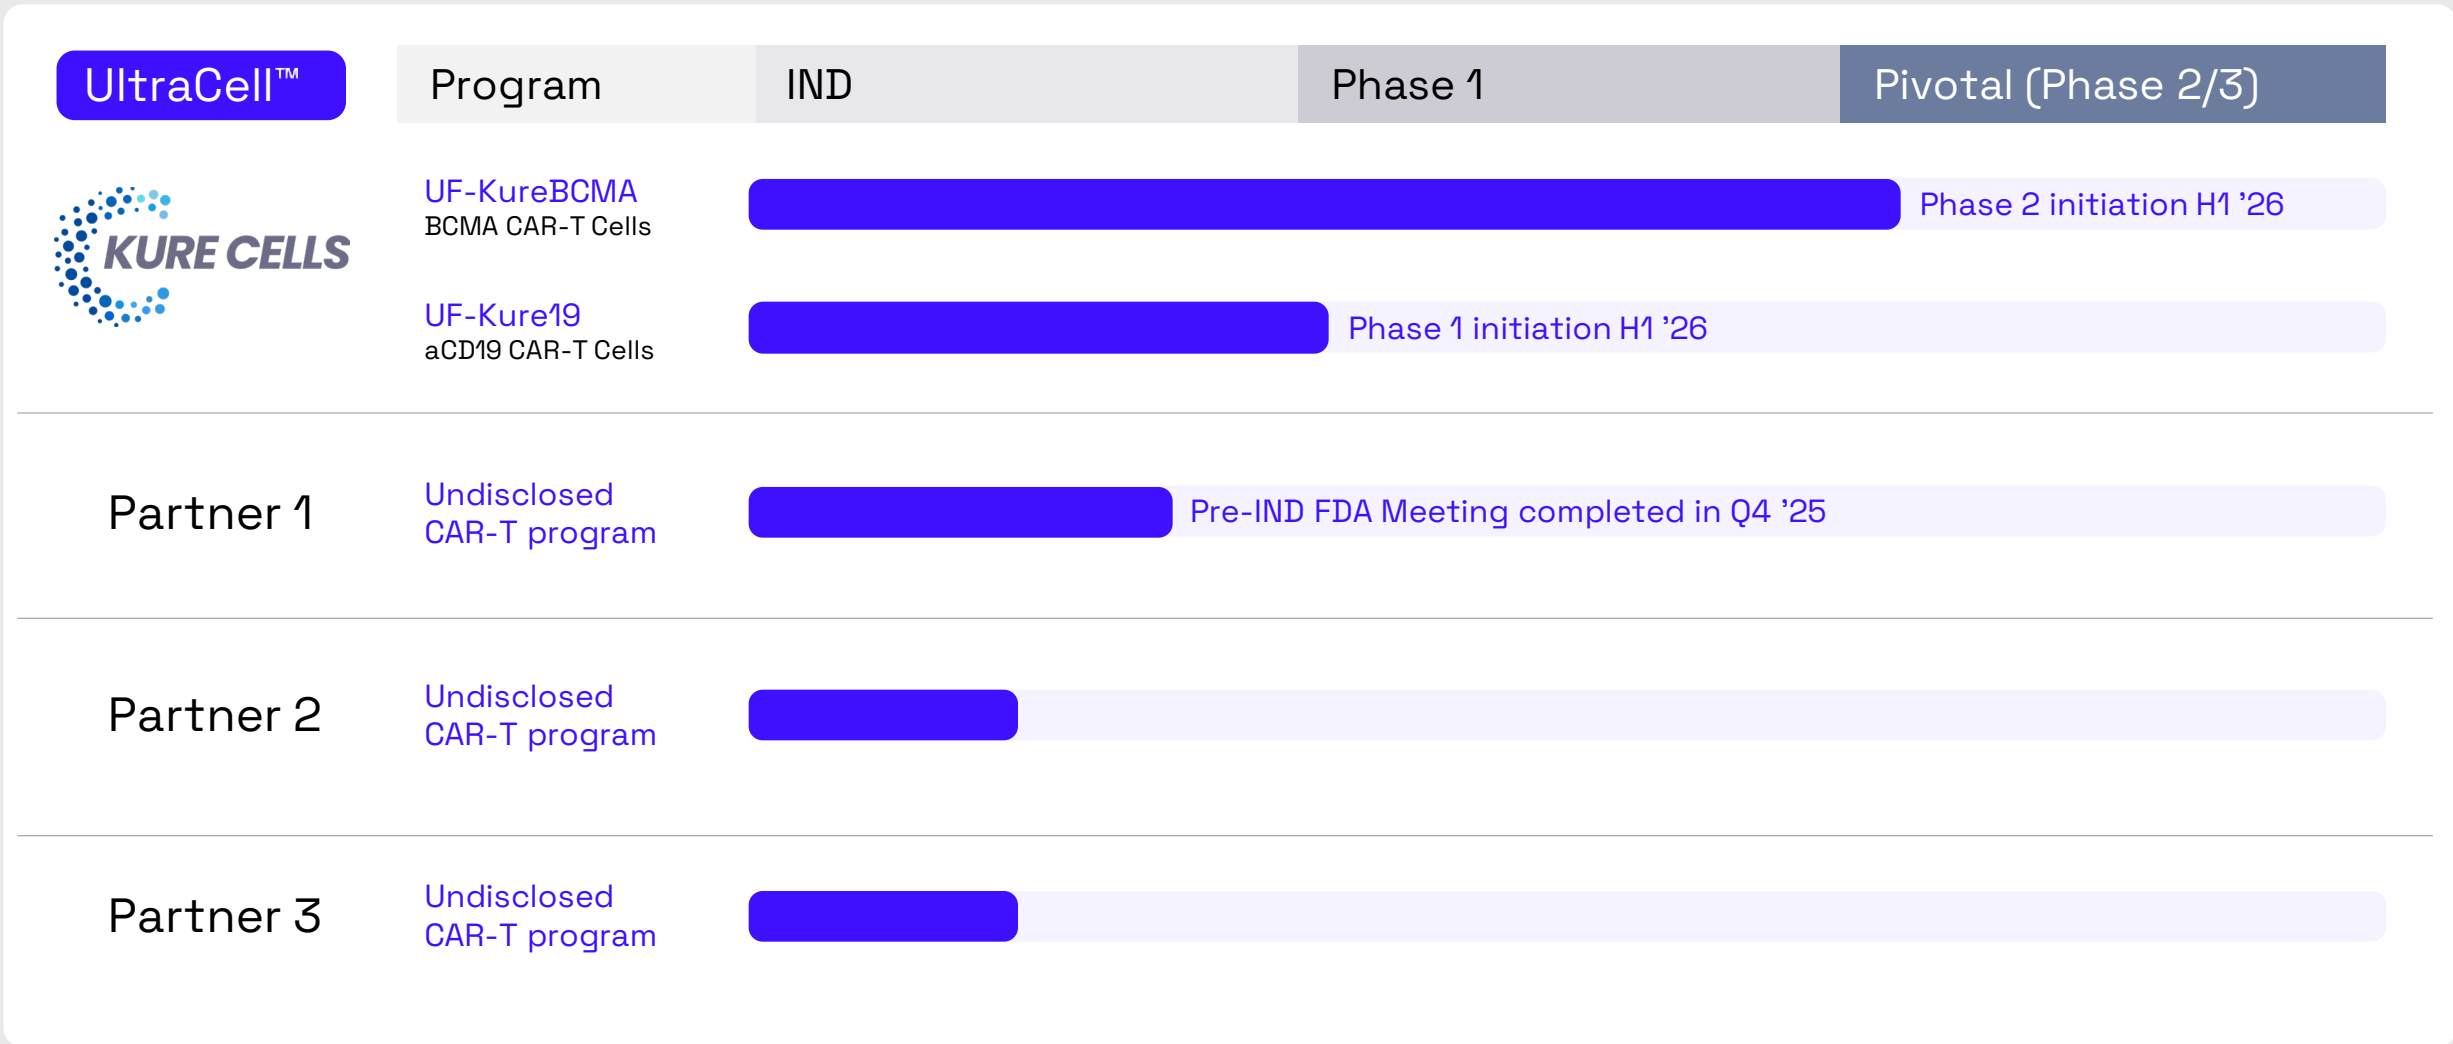 UltraCell™
Program
IND
Phase 1
Pivotal (Phase 2/3)
KURE CELLS
UF-KureBCMA
BCMA CAR-T Cells
Phase 2 initiation H1 ’26
UF-Kure19
aCD19 CAR-T Cells
Phase 1 initiation H1 ’26
Partner 1
Undisclosed
CAR-T program
Pre-IND FDA Meeting completed in Q4 ’25
Partner 2
Undisclosed
CAR-T program
Partner 3
Undisclosed
CAR-T program